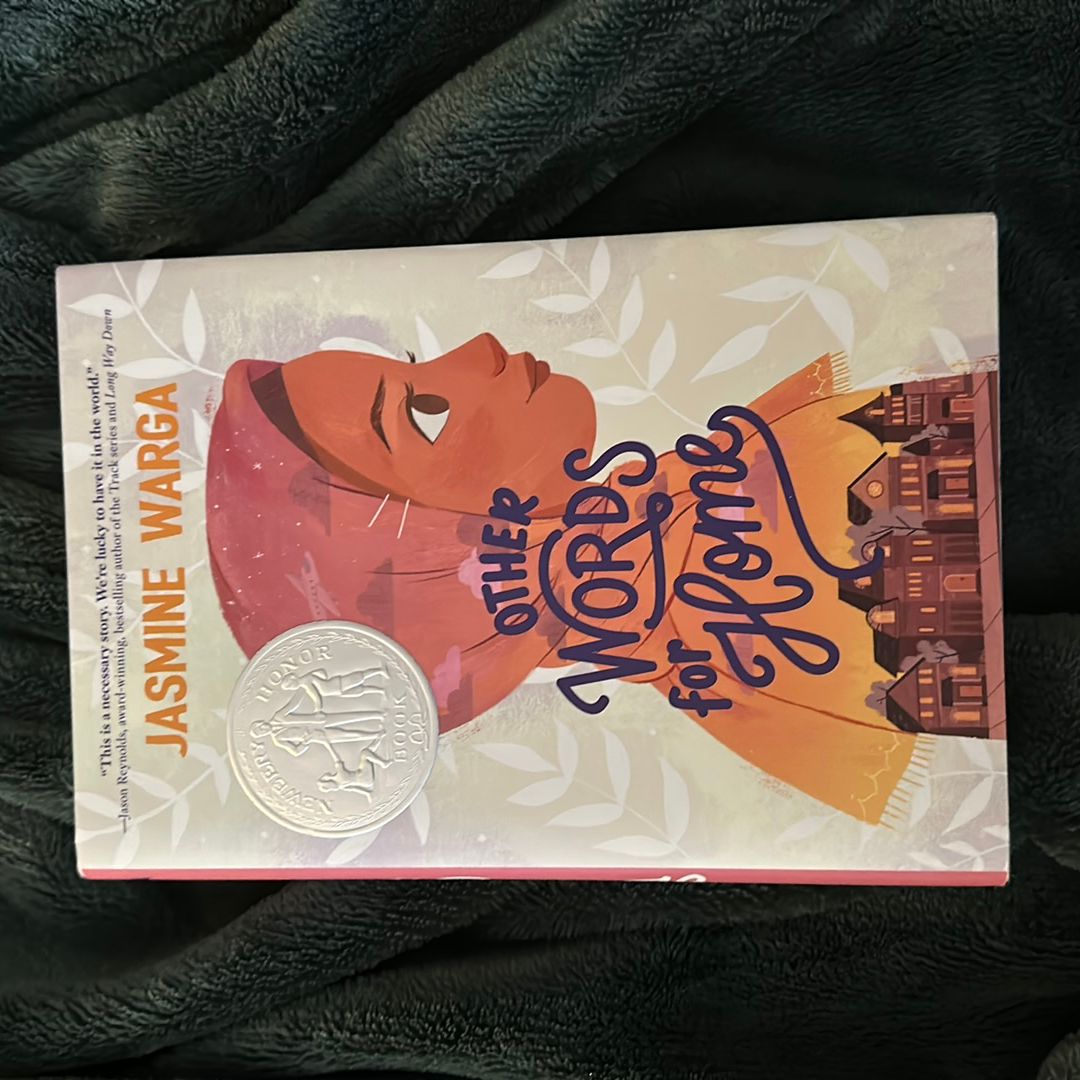 “This is a necessary story. We’re lucky to have it in the world.”
—Jason Reynolds, award-winning, bestselling author of the Track series and Long Way Down
JASMINE WARGA
NEWBERY HONOR
BOOK
OTHER
WORDS
for
Home